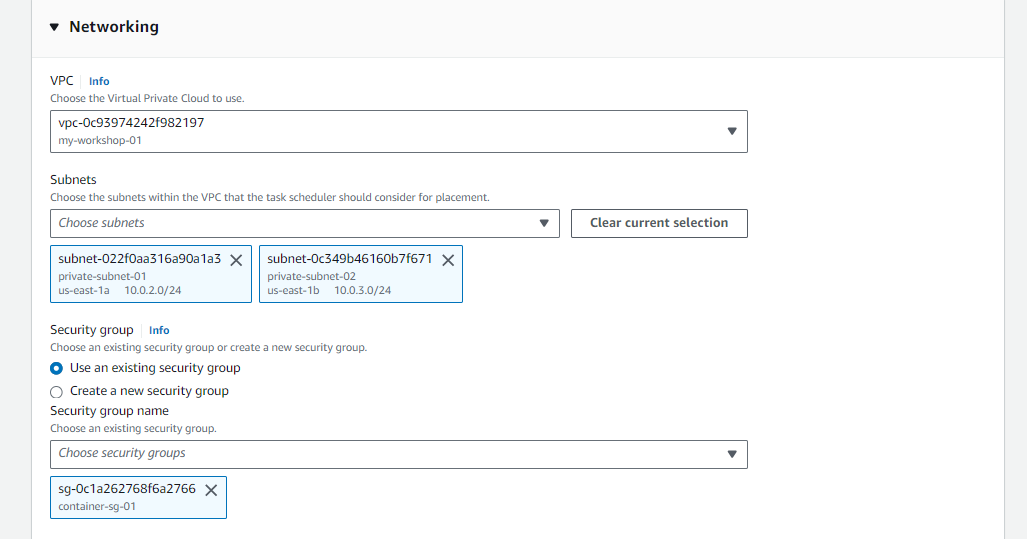 Networking
VPC Info
Choose the Virtual Private Cloud to use.
vpc-0c93974242f982197
my-workshop-01
Subnets
Choose the subnets within the VPC that the task scheduler should consider for placement.
Choose subnets Clear current selection
subnet-022f0aa316a90a1a3 subnet-0c349b46160b7f671
private-subnet-01 private-subnet-02
us-east-1a 10.0.2.0/24 us-east-1b 10.0.3.0/24
Security group Info
Choose an existing security group or create a new security group.
Use an existing security group
Create a new security group
Security group name
Choose an existing security group.
Choose security groups
sg-0c1a262768f6a2766
container-sg-01